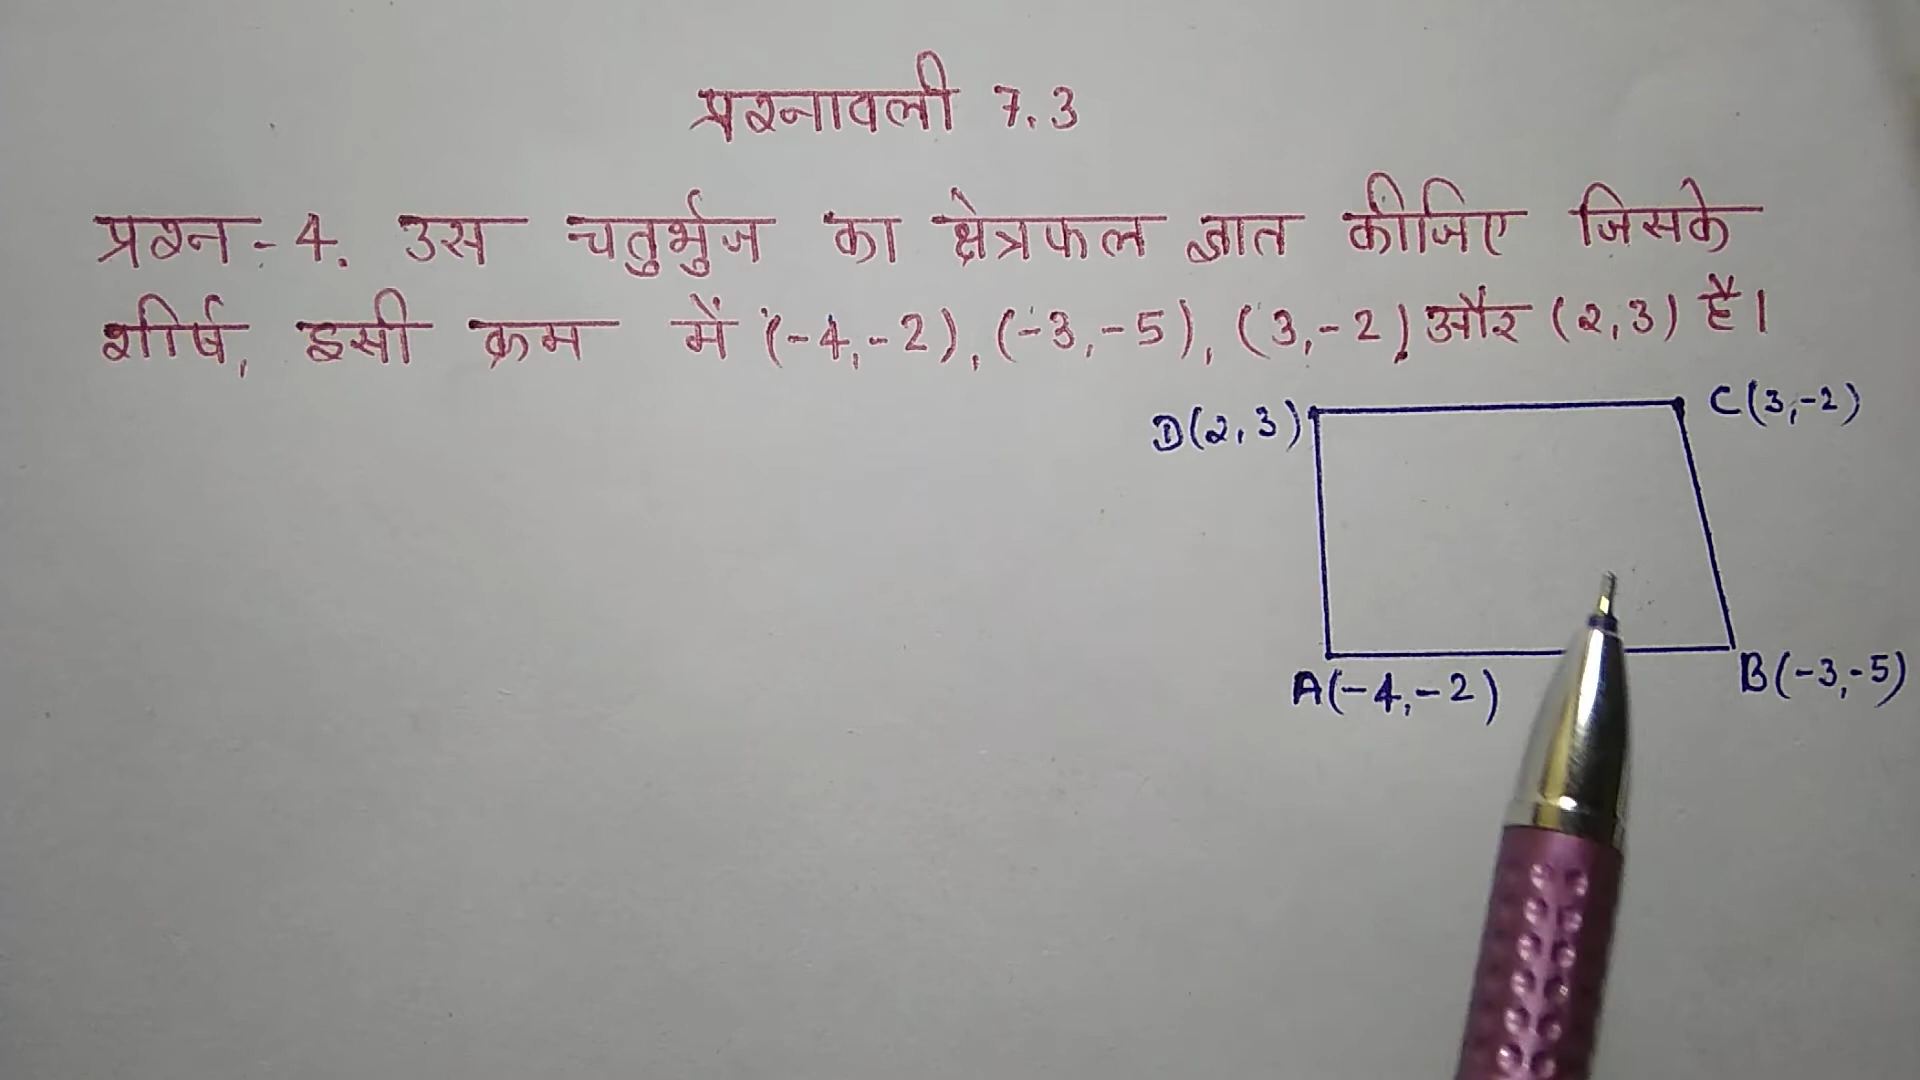 प्रश्नावली 7.3
प्रश्न - 4. उस चतुर्भुज का क्षेत्रफल ज्ञात कीजिए जिसके
शीर्ष, इसी क्रम में (-4,-2), (-3,-5), (3,-2) और (2,3) है।
D(2,3)
C(3,-2)
A(-4,-2)
B(-3,-5)